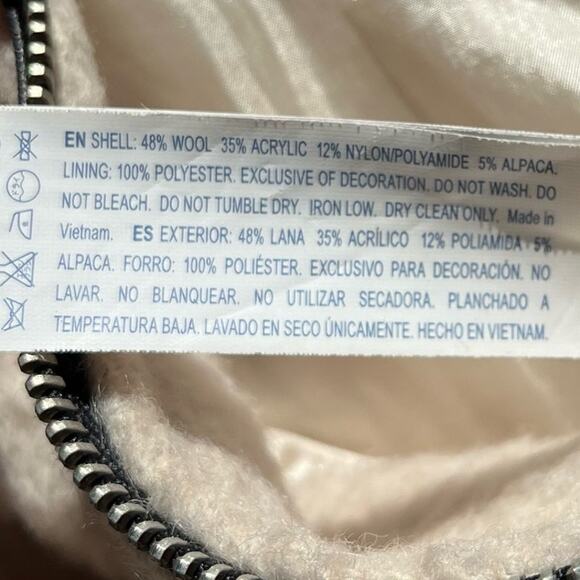 EN SHELL: 48% WOOL 35% ACRYLIC 12% NYLON/POLYAMIDE 5% ALPACA.
LINING: 100% POLYESTER. EXCLUSIVE OF DECORATION. DO NOT WASH. DO
NOT BLEACH. DO NOT TUMBLE DRY. IRON LOW. DRY CLEAN ONLY. Made in
Vietnam. ES EXTERIOR: 48% LANA 35% ACRÍLICO 12% POLIAMIDA 5%
ALPACA. FORRO: 100% POLIÉSTER. EXCLUSIVO PARA DECORACIÓN. NO
LAVAR. NO BLANQUEAR. NO UTILIZAR SECADORA. PLANCHADO A
TEMPERATURA BAJA. LAVADO EN SECO ÚNICAMENTE. HECHO EN VIETNAM.